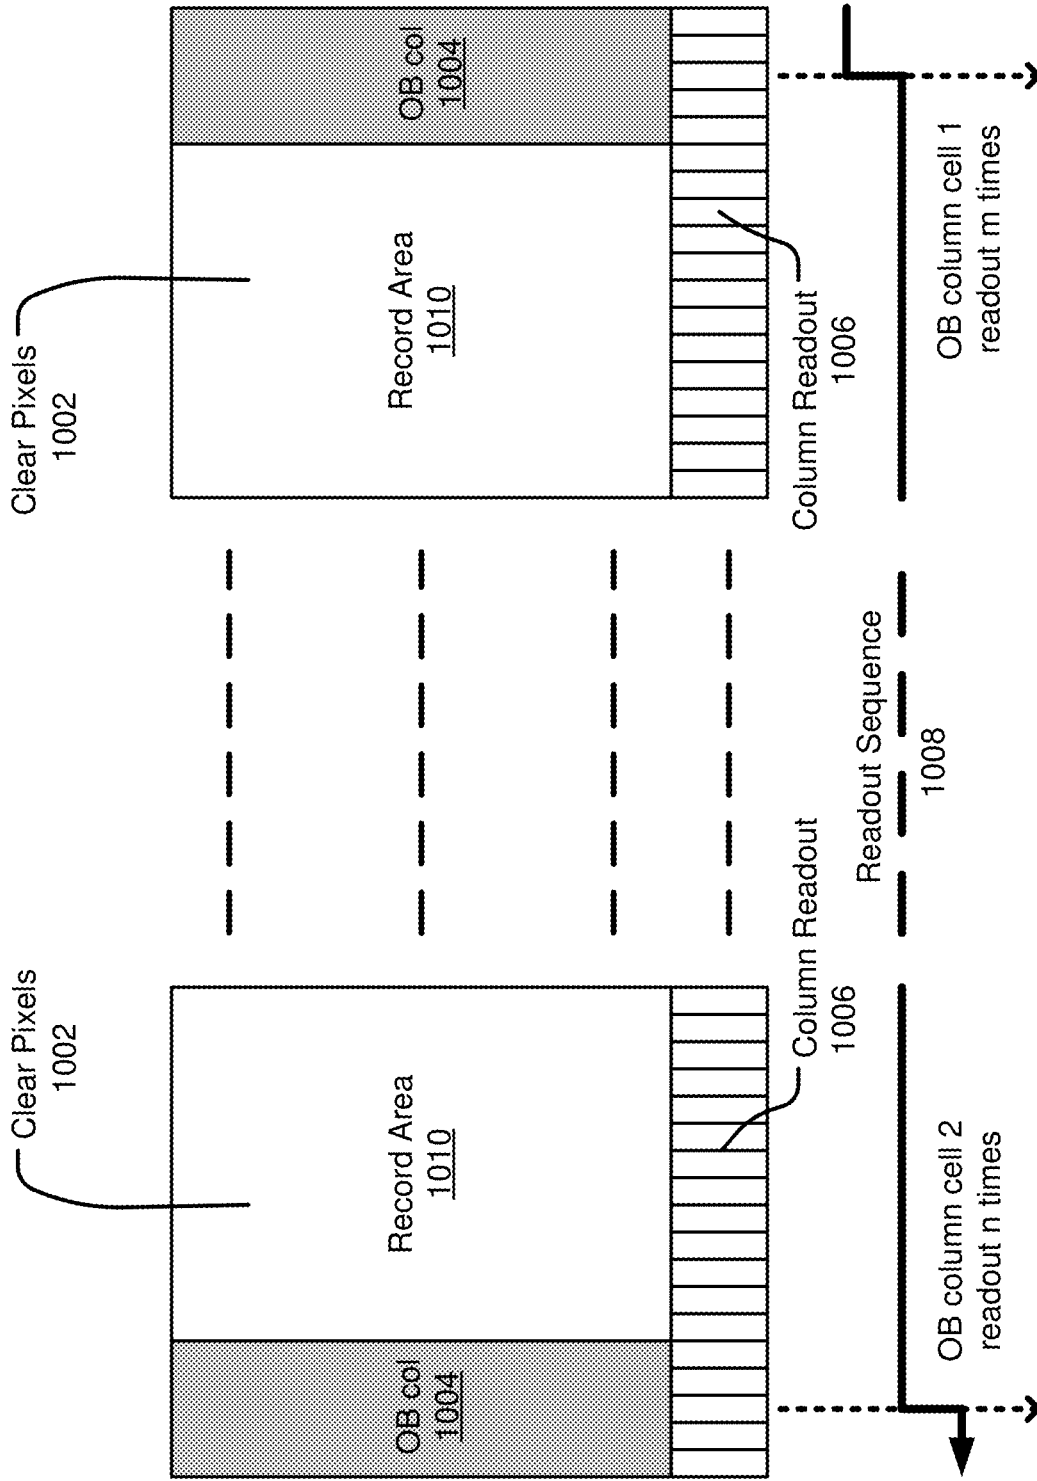 Clear Pixels
1002
Clear Pixels
1002
OB col
1004
Record Area
1010
Record Area
1010
OB col
1004
Column Readout
1006
Column Readout
1006
Readout Sequence
1008
OB column cell 2
readout n times
OB column cell 1
readout m times